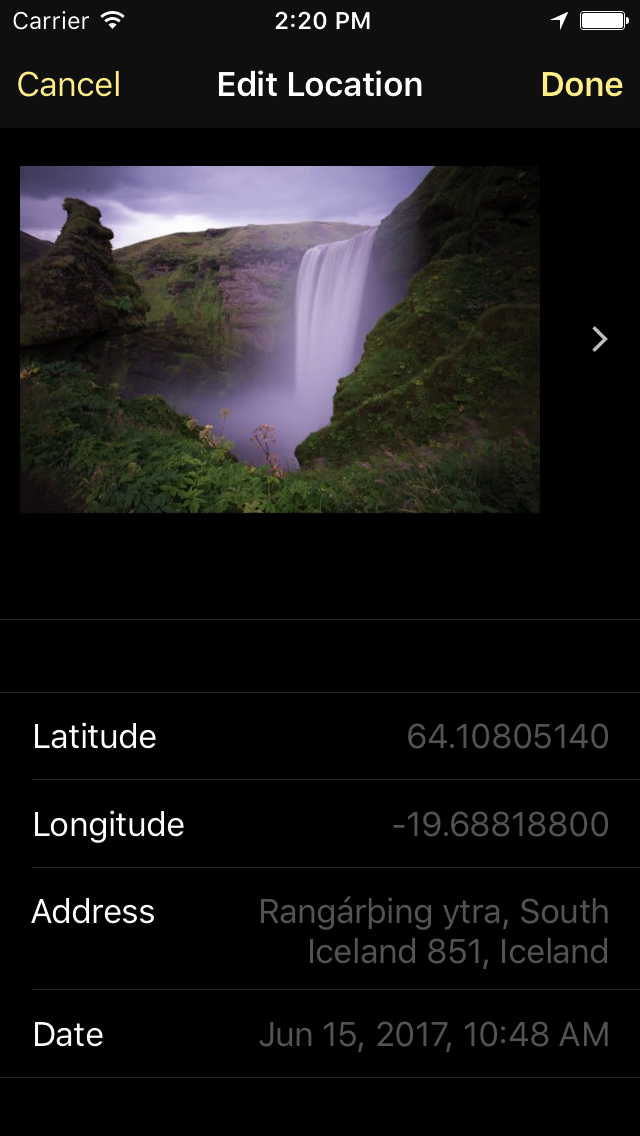 Carrier 2:20 PM
Cancel Edit Location Done
Latitude 64.10805140
Longitude -19.68818800
Address Rangárþing ytra, South
Iceland 851, Iceland
Date Jun 15, 2017, 10:48 AM